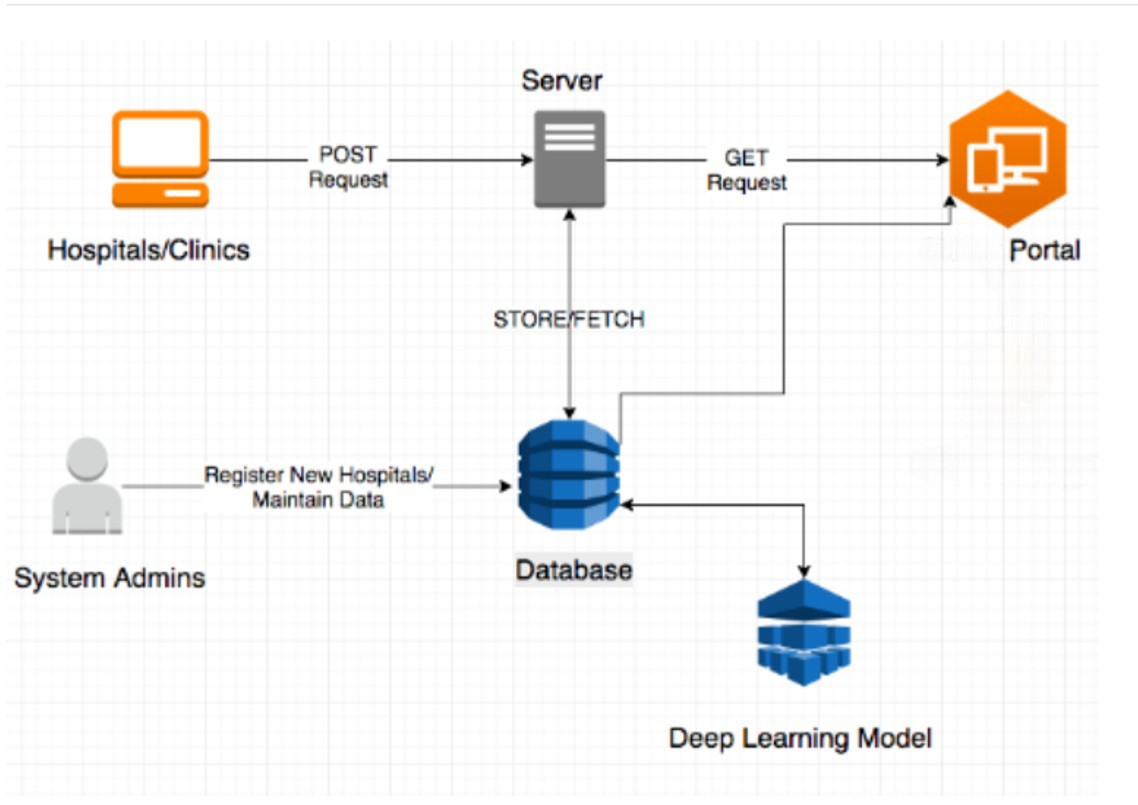 Server
POST
Request
GET
Request
Hospitals/Clinics
Portal
STORE/FETCH
Register New Hospitals/
Maintain Data
System Admins
Database
Deep Learning Model